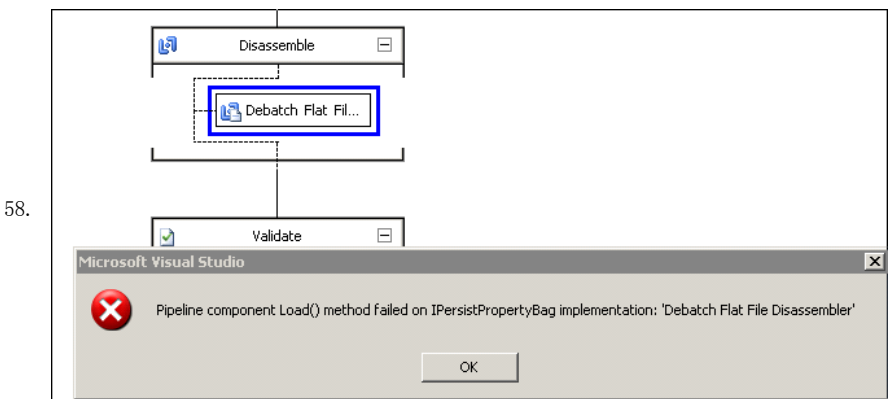 Disassemble
Debatch Flat Fil...
58.
Validate
Microsoft Visual Studio
Pipeline component Load() method failed on IPersistPropertyBag implementation: 'Debatch Flat File Disassembler'
OK